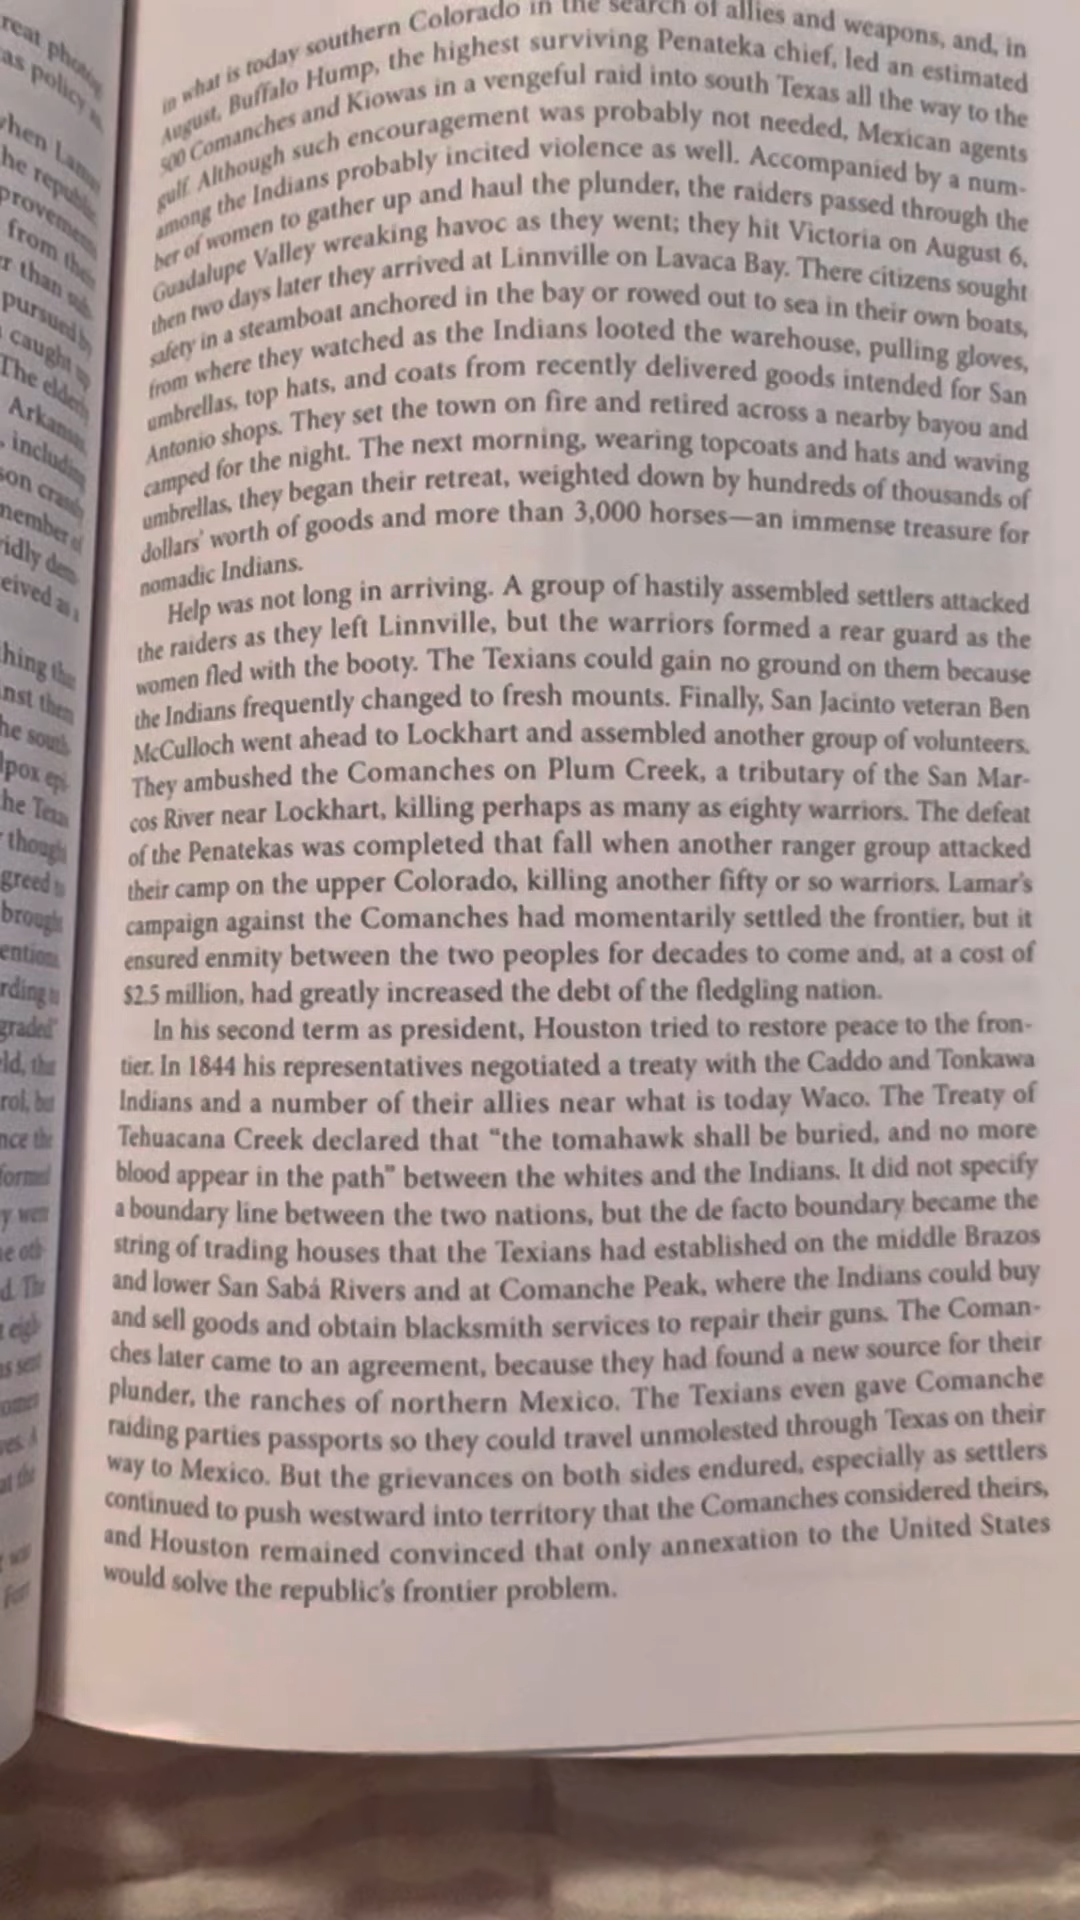 in what is today southern Colorado in the search of allies and weapons, and, in
August, Buffalo Hump, the highest surviving Penateka chief, led an estimated
500 Comanches and Kiowas in a vengeful raid into south Texas all the way to the
gulf. Although such encouragement was probably not needed, Mexican agents
among the Indians probably incited violence as well. Accompanied by a num-
ber of women to gather up and haul the plunder, the raiders passed through the
Guadalupe Valley wreaking havoc as they went; they hit Victoria on August 6,
then two days later they arrived at Linnville on Lavaca Bay. There citizens sought
safety in a steamboat anchored in the bay or rowed out to sea in their own boats,
from where they watched as the Indians looted the warehouse, pulling gloves,
umbrellas, top hats, and coats from recently delivered goods intended for San
Antonio shops. They set the town on fire and retired across a nearby bayou and
camped for the night. The next morning, wearing topcoats and hats and waving
umbrellas, they began their retreat, weighted down by hundreds of thousands of
dollars' worth of goods and more than 3,000 horses—an immense treasure for
nomadic Indians.
Help was not long in arriving. A group of hastily assembled settlers attacked
the raiders as they left Linnville, but the warriors formed a rear guard as the
women fled with the booty. The Texians could gain no ground on them because
the Indians frequently changed to fresh mounts. Finally, San Jacinto veteran Ben
McCulloch went ahead to Lockhart and assembled another group of volunteers.
They ambushed the Comanches on Plum Creek, a tributary of the San Mar-
cos River near Lockhart, killing perhaps as many as eighty warriors. The defeat
of the Penatekas was completed that fall when another ranger group attacked
their camp on the upper Colorado, killing another fifty or so warriors. Lamar's
campaign against the Comanches had momentarily settled the frontier, but it
ensured enmity between the two peoples for decades to come and, at a cost of
$2.5 million, had greatly increased the debt of the fledgling nation.
In his second term as president, Houston tried to restore peace to the fron-
tier. In 1844 his representatives negotiated a treaty with the Caddo and Tonkawa
Indians and a number of their allies near what is today Waco. The Treaty of
Tehuacana Creek declared that "the tomahawk shall be buried, and no more
blood appear in the path" between the whites and the Indians. It did not specify
a boundary line between the two nations, but the de facto boundary became the
string of trading houses that the Texians had established on the middle Brazos
and lower San Sabá Rivers and at Comanche Peak, where the Indians could buy
and sell goods and obtain blacksmith services to repair their guns. The Coman-
ches later came to an agreement, because they had found a new source for their
plunder, the ranches of northern Mexico. The Texians even gave Comanche
raiding parties passports so they could travel unmolested through Texas on their
way to Mexico. But the grievances on both sides endured, especially as settlers
continued to push westward into territory that the Comanches considered theirs,
and Houston remained convinced that only annexation to the United States
would solve the republic's frontier problem.